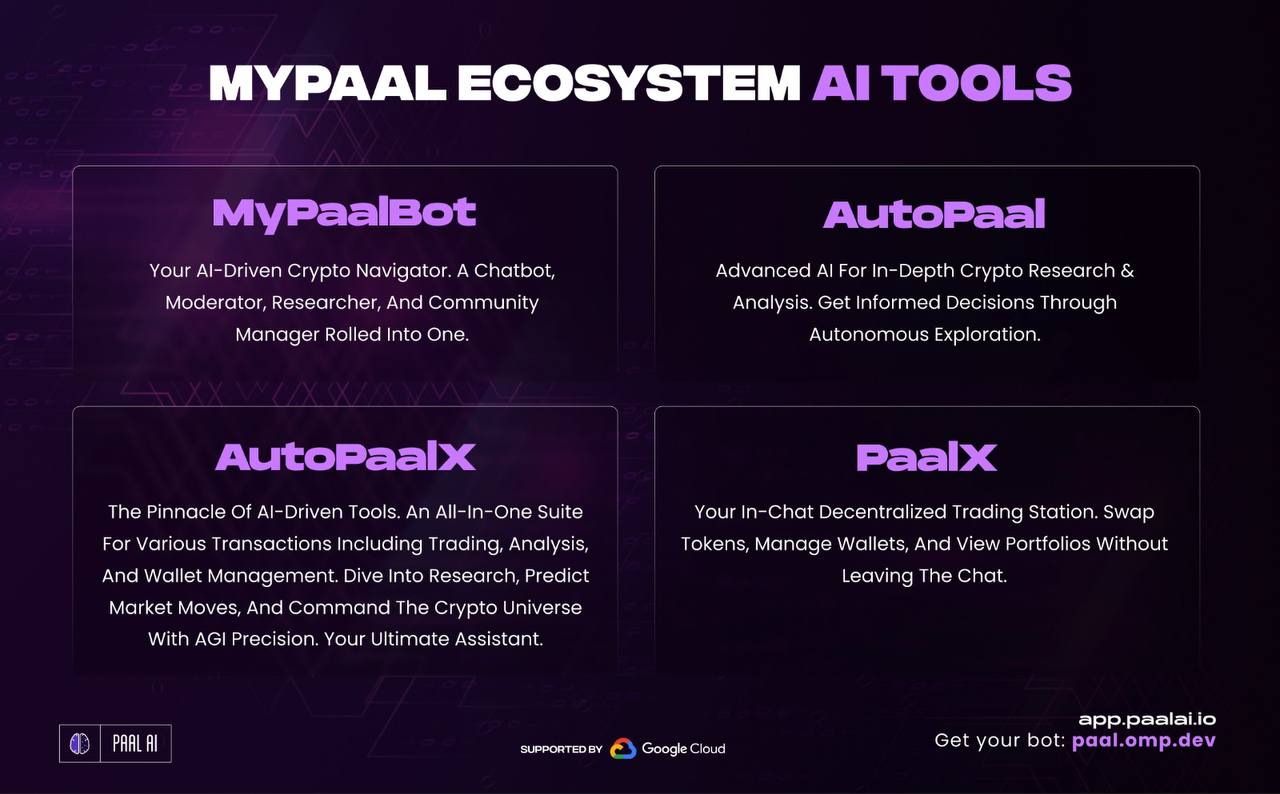 MYPAAL ECOSYSTEM AI TOOLS
MyPaalBot
Your AI-Driven Crypto Navigator. A Chatbot,
Moderator, Researcher, And Community
Manager Rolled Into One.
AutoPaal
Advanced AI For In-Depth Crypto Research &
Analysis. Get Informed Decisions Through
Autonomous Exploration.
AutoPaalX
The Pinnacle Of AI-Driven Tools. An All-In-One Suite
For Various Transactions Including Trading, Analysis,
And Wallet Management. Dive Into Research, Predict
Market Moves, And Command The Crypto Universe
With AGI Precision. Your Ultimate Assistant.
PaalX
Your In-Chat Decentralized Trading Station. Swap
Tokens, Manage Wallets, And View Portfolios Without
Leaving The Chat.
PAAL AI
SUPPORTED BY Google Cloud
app.paalai.io
Get your bot: paal.omp.dev